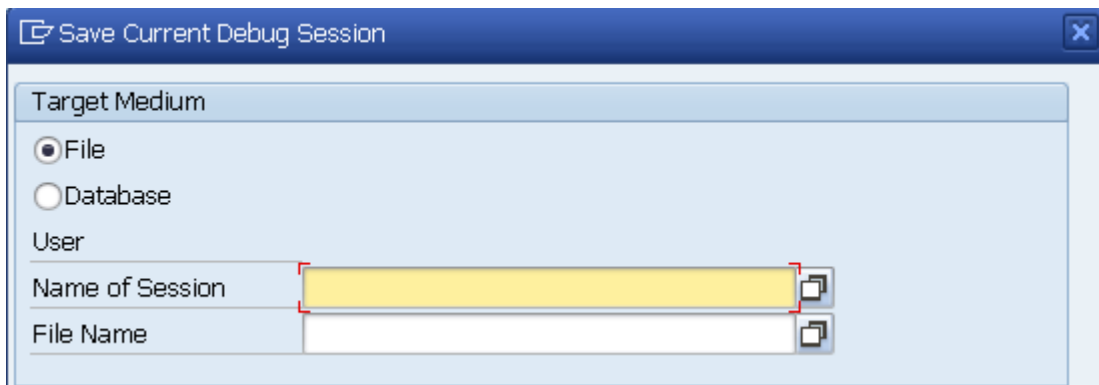 Save Current Debug Session
Target Medium
File
Database
User
Name of Session
File Name